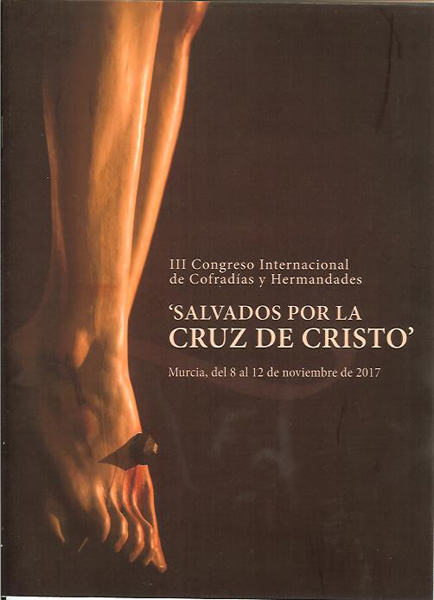 III Congreso Internacional
de Cofradías y Hermandades
‘SALVADOS POR LA
CRUZ DE CRISTO’
Murcia, del 8 al 12 de noviembre de 2017